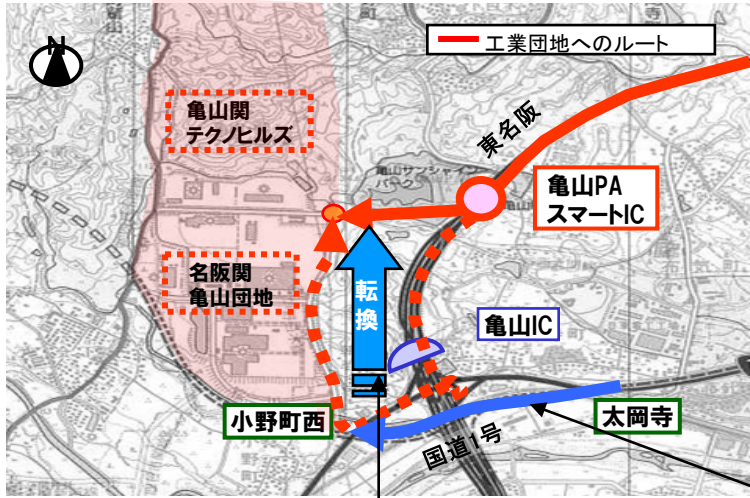 N
工業団地へのルート
亀山関
テクノヒルズ
東名阪
亀山サンシャイン
パーク
亀山PA
スマートIC
名阪関
亀山団地
転換
亀山IC
小野町西
太岡寺
国道1号